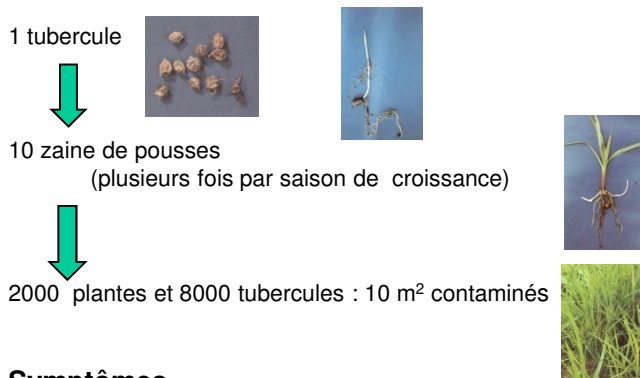 1 tubercule
10 zaine de pousses
(plusieurs fois par saison de croissance)
2000 plantes et 8000 tubercules : 10 m² contaminés
Symptômes